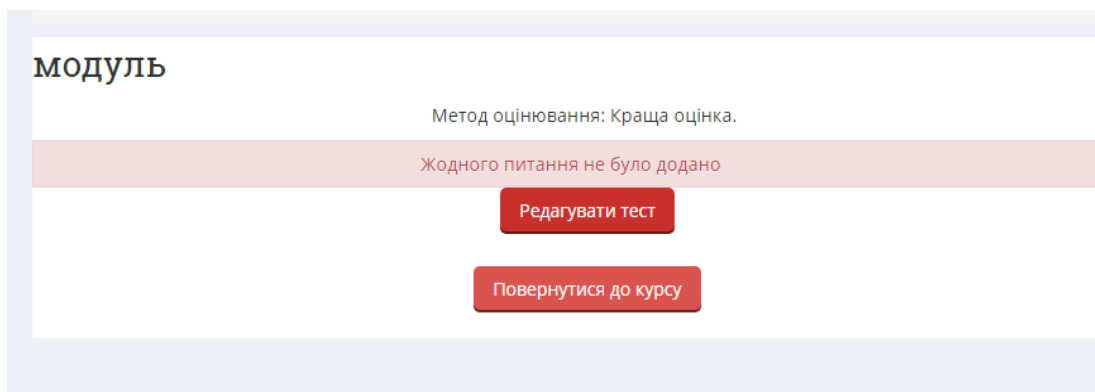 модуль
Метод оцінювання: Краща оцінка.
Жодного питання не було додано
Редагувати тест
Повернутися до курсу